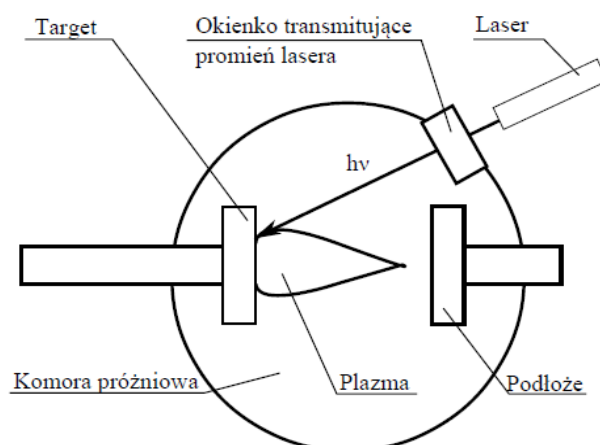 Target
Okienko transmitujące
promień lasera
Laser
hν
Komora próżniowa
Plazma
Podłoże